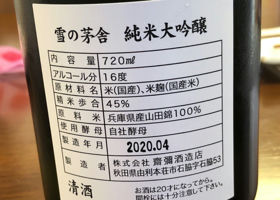 雪の茅舎 純米大吟醸
内容量 720㎖
アルコール分 16度
原材料名 米(国産)、米麹(国産米)
精米歩合 45%
原料米 兵庫県産山田錦100%
使用酵母 自社酵母
製造年月 2020.04
製造者 株式会社 齋彌酒造店
秋田県由利本荘市石脇字石脇53
清酒
お酒は20才になってから。
開栓には十分注意して下さい。